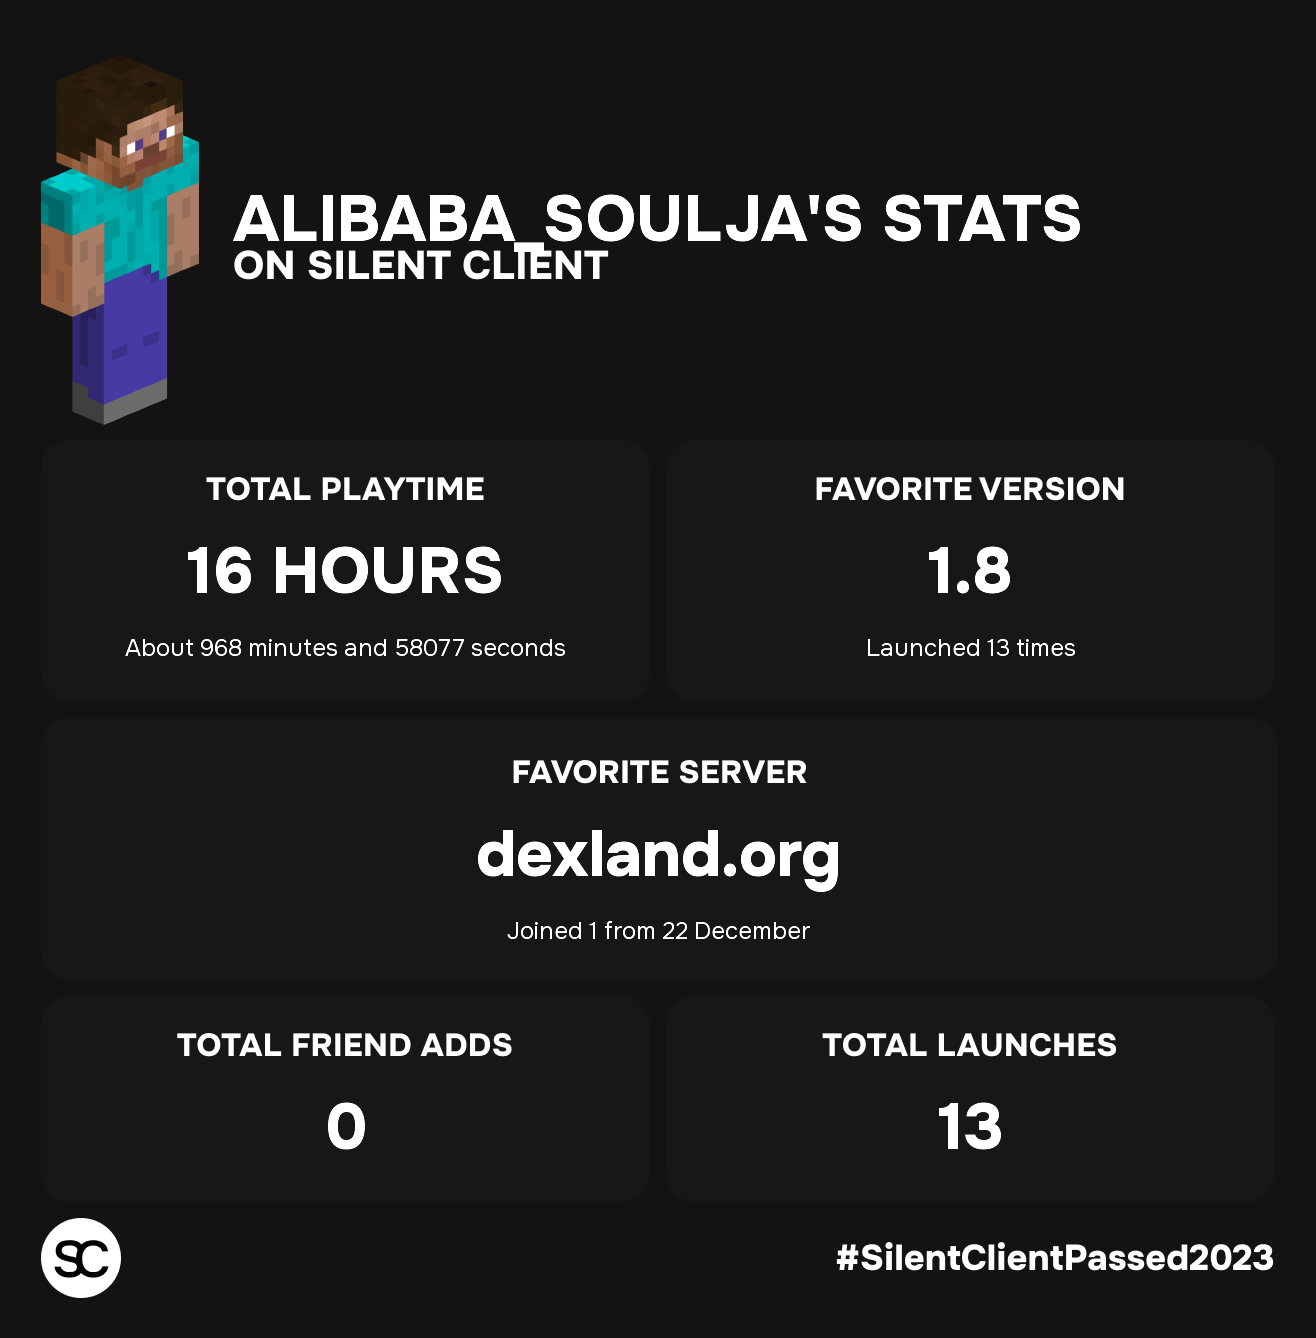 ALIBABA_SOULJA'S STATS
ON SILENT CLIENT
TOTAL PLAYTIME
16 HOURS
About 968 minutes and 58077 seconds
FAVORITE VERSION
1.8
Launched 13 times
FAVORITE SERVER
dexland.org
Joined 1 from 22 December
TOTAL FRIEND ADDS
0
TOTAL LAUNCHES
13
SC
#SilentClientPassed2023